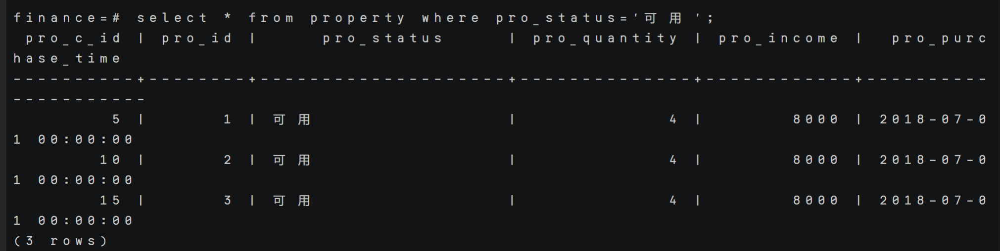 finance=# select * from property where pro_status='可用';
 pro_c_id | pro_id |      pro_status      | pro_quantity | pro_income |   pro_purc
hase_time
----------+--------+--------------------+--------------+------------+----------
-----------
        5 |      1 | 可用                |            4 |       8000 | 2018-07-0
1 00:00:00
       10 |      2 | 可用                |            4 |       8000 | 2018-07-0
1 00:00:00
       15 |      3 | 可用                |            4 |       8000 | 2018-07-0
1 00:00:00
(3 rows)